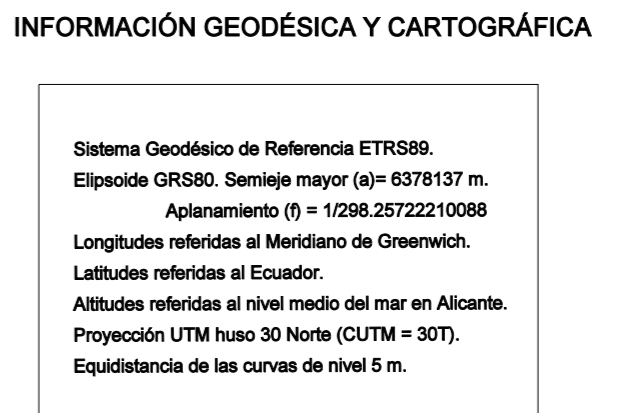 INFORMACIÓN GEODÉSICA Y CARTOGRÁFICA
Sistema Geodésico de Referencia ETRS89.
Elipsoide GRS80. Semieje mayor (a)= 6378137 m.
Aplanamiento (f) = 1/298.25722210088
Longitudes referidas al Meridiano de Greenwich.
Latitudes referidas al Ecuador.
Altitudes referidas al nivel medio del mar en Alicante.
Proyección UTM huso 30 Norte (CUTM = 30T).
Equidistancia de las curvas de nivel 5 m.